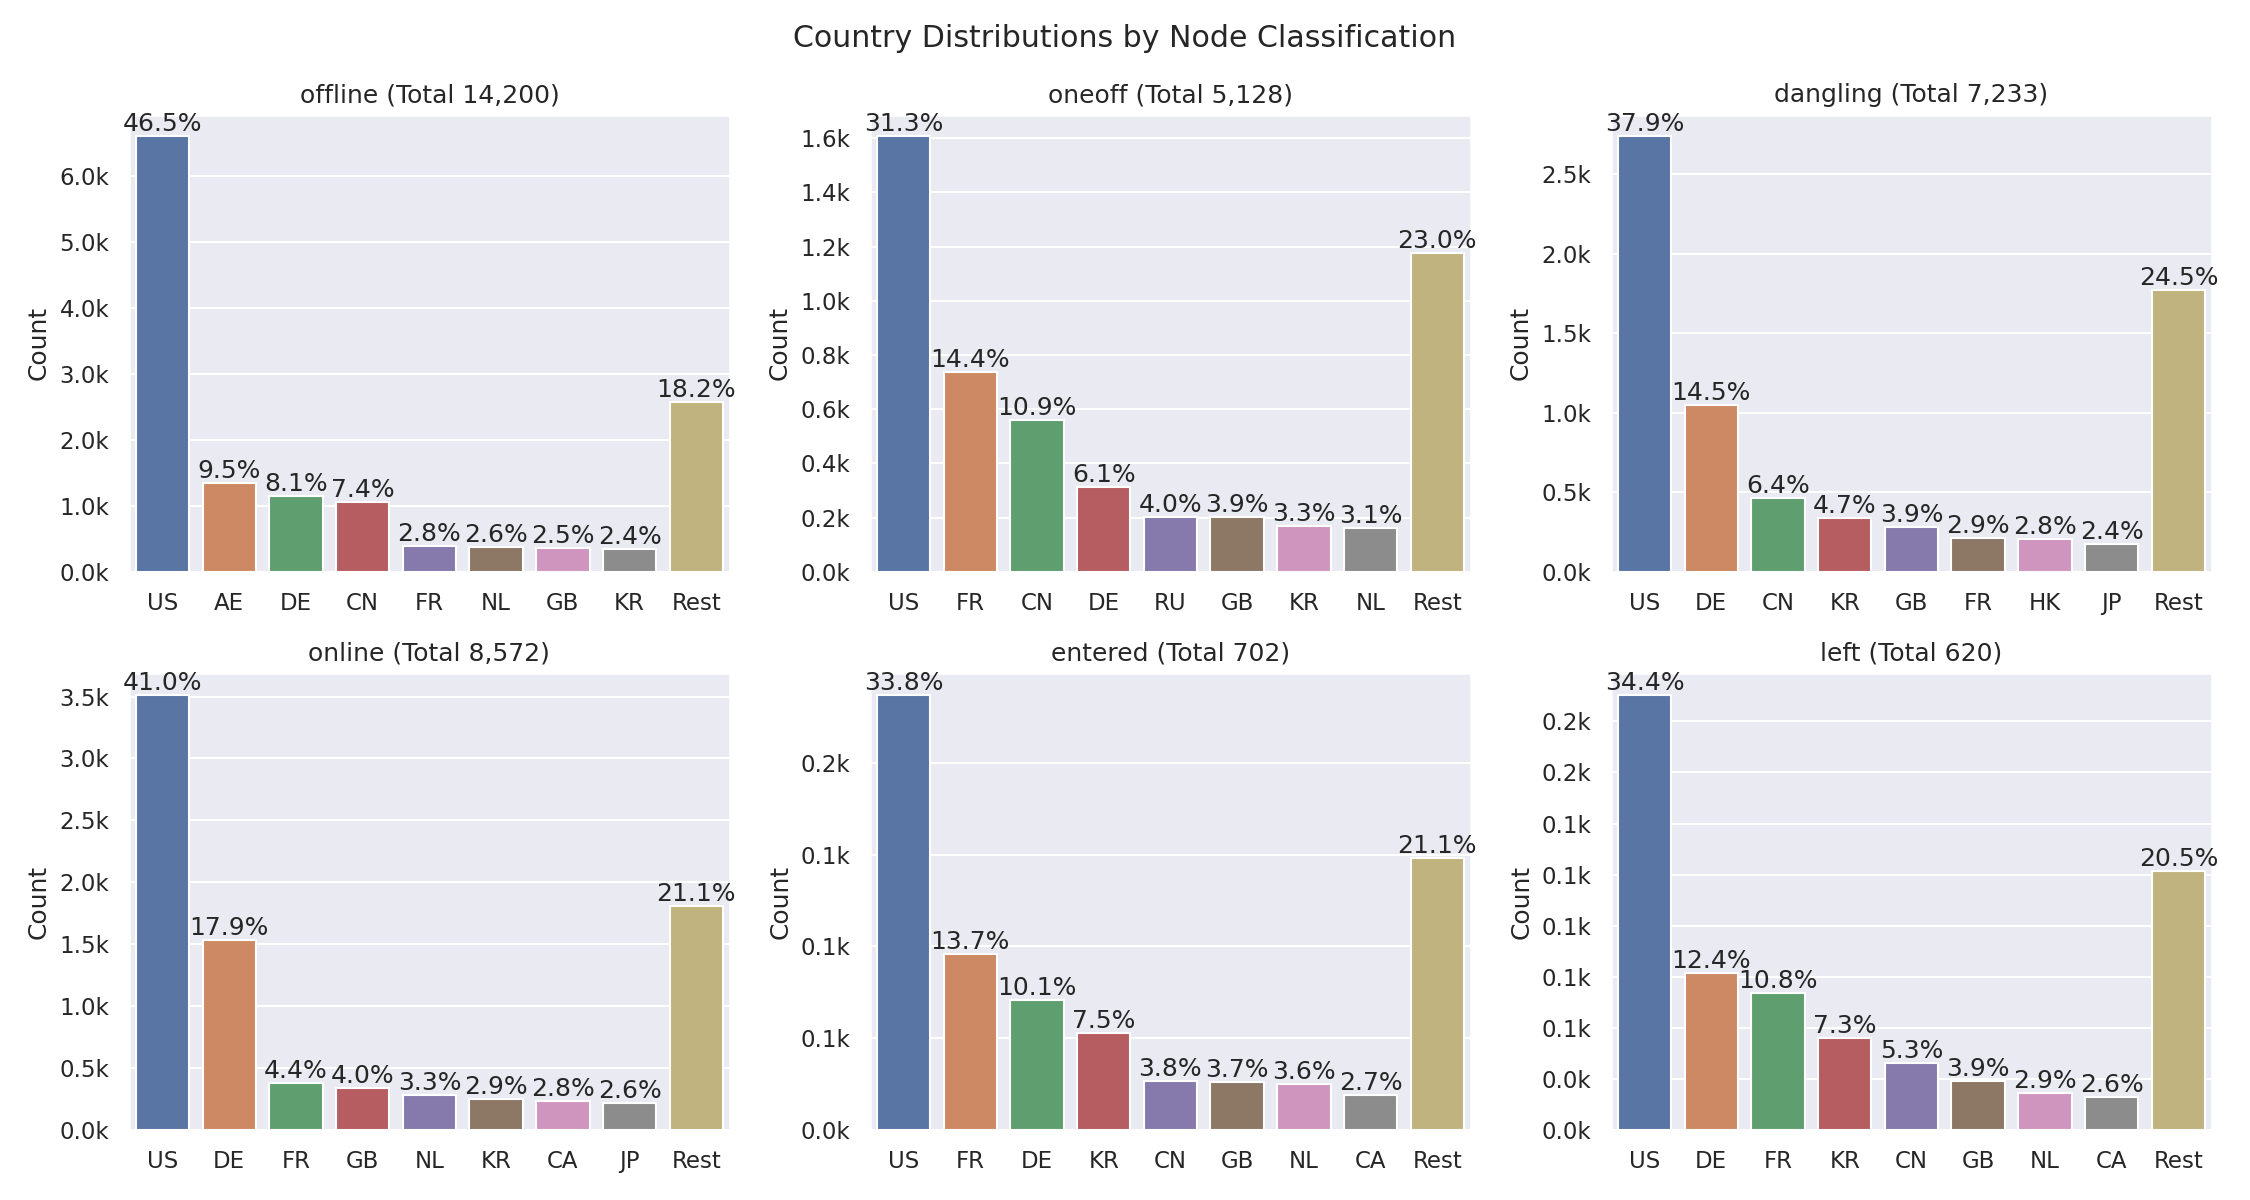 Country Distributions by Node Classification
offline (Total 14,200)
Count
6.0k
5.0k
4.0k
3.0k
2.0k
1.0k
0.0k
46.5%
9.5%
8.1%
7.4%
2.8%
2.6%
2.5%
2.4%
18.2%
US AE DE CN FR NL GB KR Rest
oneoff (Total 5,128)
Count
1.6k
1.4k
1.2k
1.0k
0.8k
0.6k
0.4k
0.2k
0.0k
31.3%
14.4%
10.9%
6.1%
4.0%
3.9%
3.3%
3.1%
23.0%
US FR CN DE RU GB KR NL Rest
dangling (Total 7,233)
Count
2.5k
2.0k
1.5k
1.0k
0.5k
0.0k
37.9%
14.5%
6.4%
4.7%
3.9%
2.9%
2.8%
2.4%
24.5%
US DE CN KR GB FR HK JP Rest
online (Total 8,572)
Count
3.5k
3.0k
2.5k
2.0k
1.5k
1.0k
0.5k
0.0k
41.0%
17.9%
4.4%
4.0%
3.3%
2.9%
2.8%
2.6%
21.1%
US DE FR GB NL KR CA JP Rest
entered (Total 702)
Count
0.2k
0.1k
0.1k
0.1k
0.0k
33.8%
13.7%
10.1%
7.5%
3.8%
3.7%
3.6%
2.7%
21.1%
US FR DE KR CN GB NL CA Rest
left (Total 620)
Count
0.2k
0.2k
0.1k
0.1k
0.1k
0.1k
0.1k
0.0k
0.0k
34.4%
12.4%
10.8%
7.3%
5.3%
3.9%
2.9%
2.6%
20.5%
US DE FR KR CN GB NL CA Rest